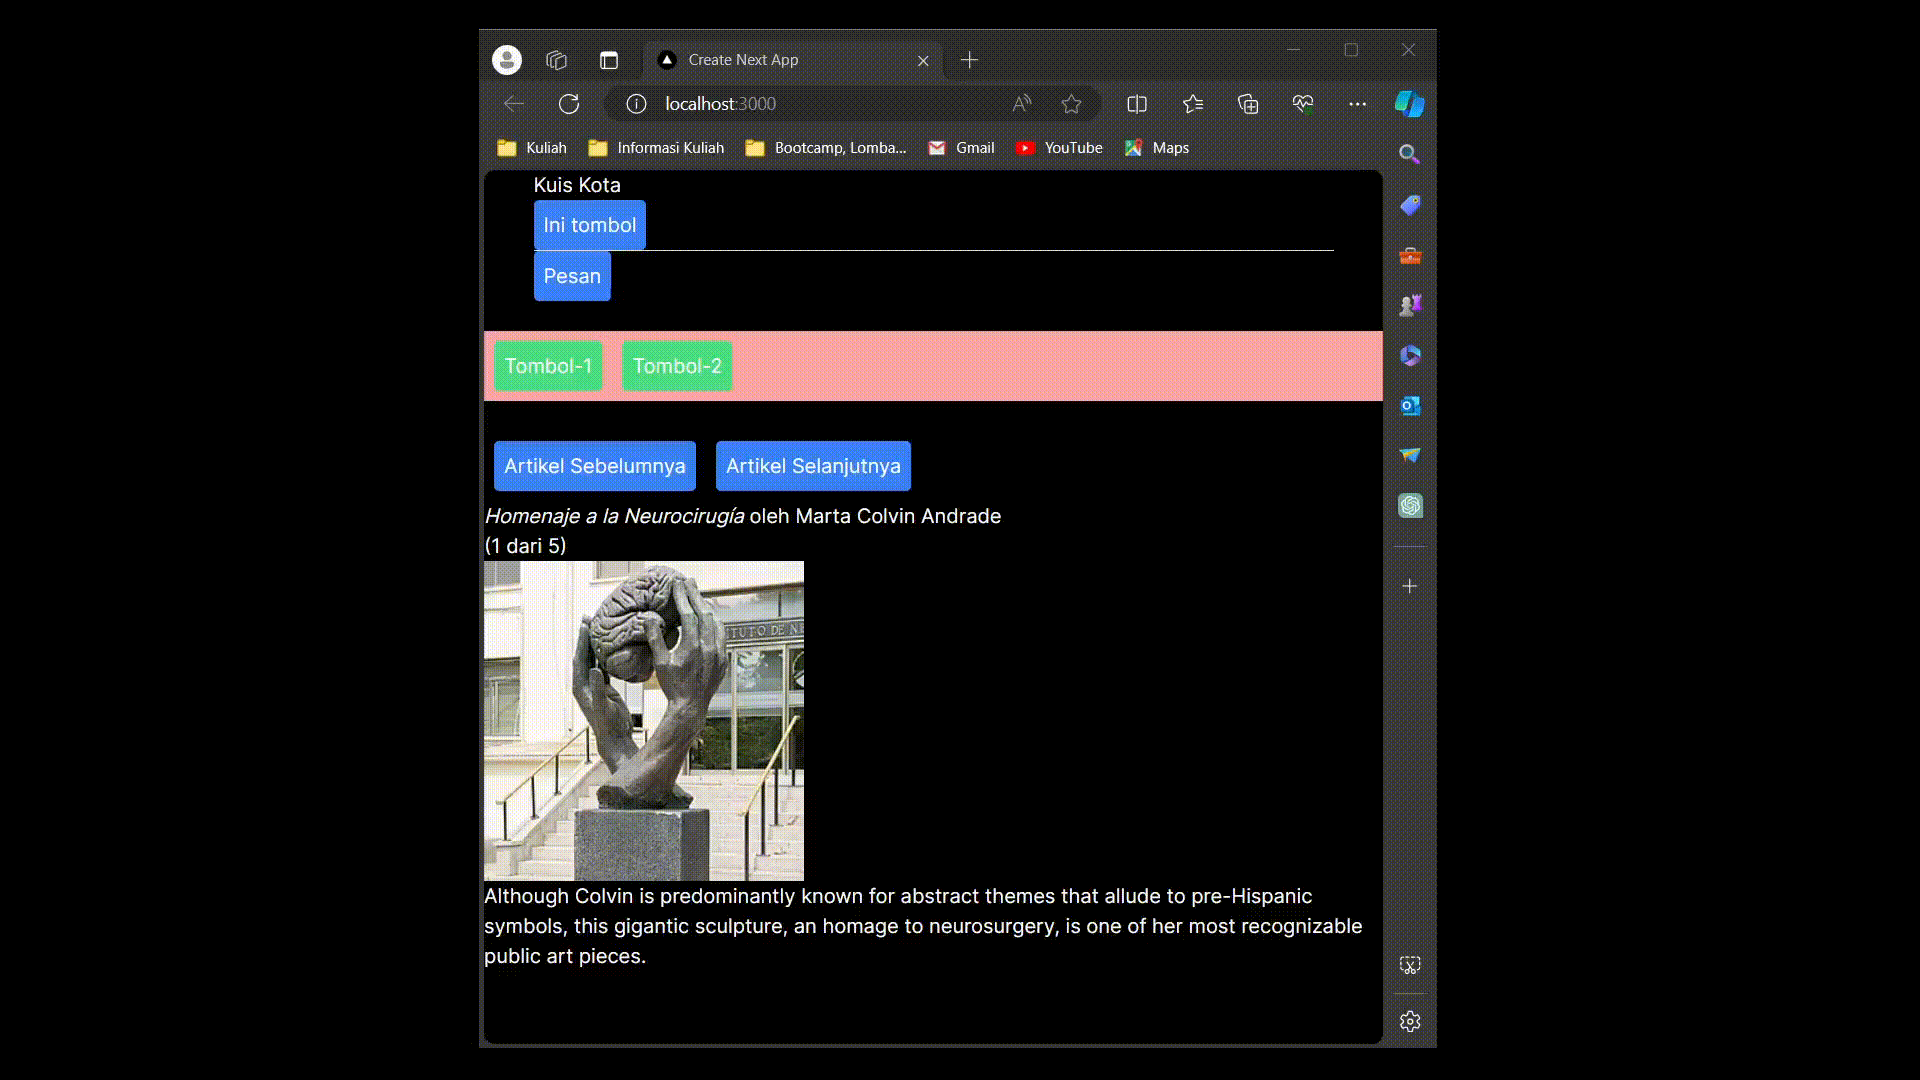 Create Next App
localhost:3000
Kuliah Informasi Kuliah Bootcamp, Lomba... Gmail YouTube Maps
Kuis Kota
Ini tombol
Pesan
Tombol-1 Tombol-2
Artikel Sebelumnya Artikel Selanjutnya
Homenaje a la Neurocirugía oleh Marta Colvin Andrade
(1 dari 5)
ITUTO DE NE
Although Colvin is predominantly known for abstract themes that allude to pre-Hispanic
symbols, this gigantic sculpture, an homage to neurosurgery, is one of her most recognizable
public art pieces.